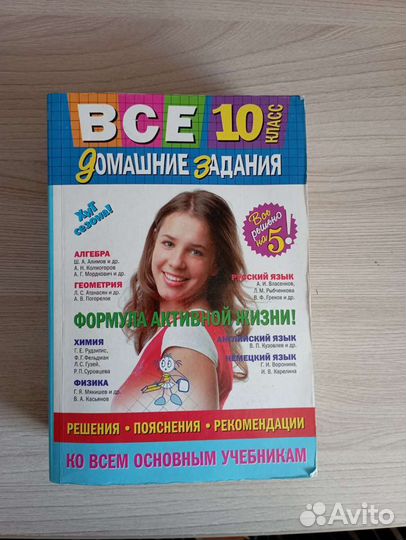 ВСЕ 10 КЛАСС
ДОМАШНИЕ ЗАДАНИЯ
Хит сезона!
Всё решено на 5!
АЛГЕБРА
Ш. А. Алимов и др.
А. Н. Колмогоров
А. Г. Мордкович и др.
ГЕОМЕТРИЯ
Л. С. Атанасян и др.
А. В. Погорелов
РУССКИЙ ЯЗЫК
А. И. Власенков,
Л. М. Рыбченкова
В. Ф. Греков и др.
ФОРМУЛА АКТИВНОЙ ЖИЗНИ!
ХИМИЯ
Г. Е. Рудзитис,
Ф. Г. Фельдман
Л. С. Гузей,
Р. П. Суровцева
ФИЗИКА
Г. Я. Мякишев и др.
В. А. Касьянов
АНГЛИЙСКИЙ ЯЗЫК
В. П. Кузовлев и др.
НЕМЕЦКИЙ ЯЗЫК
Г. И. Воронина,
И. В. Карелина
РЕШЕНИЯ • ПОЯСНЕНИЯ • РЕКОМЕНДАЦИИ
КО ВСЕМ ОСНОВНЫМ УЧЕБНИКАМ
Avito